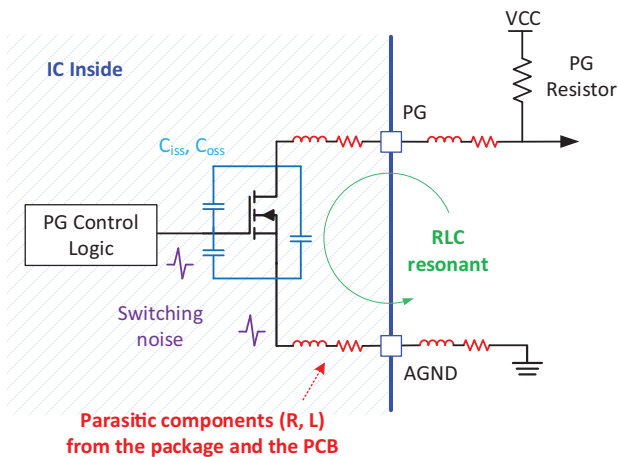 VCC
IC Inside
PG
Resistor
PG
Ciss, Coss
PG Control
Logic
RLC
resonant
Switching
noise
AGND
Parasitic components (R, L)
from the package and the PCB